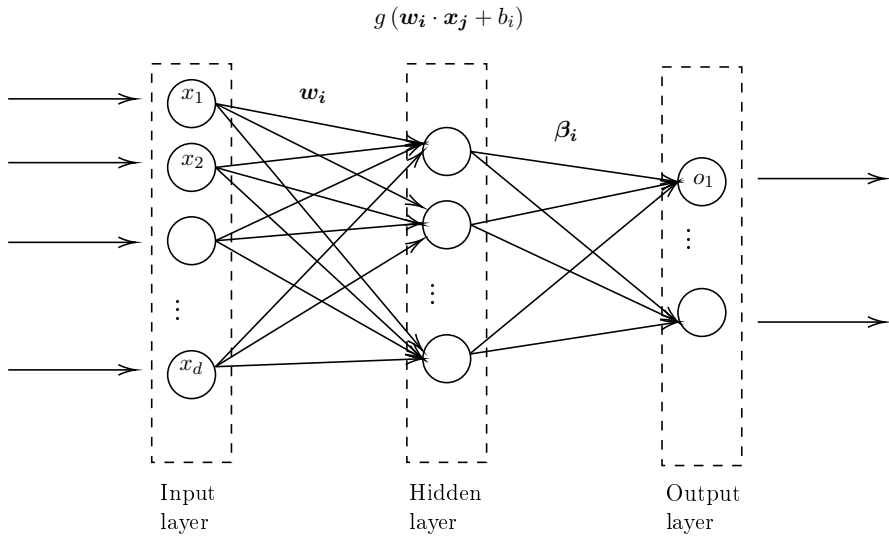 g (w_i · x_j + b_i)
w_i
β_i
x_1
x_2
⋮
x_d
⋮
o_1
⋮
Input
layer
Hidden
layer
Output
layer